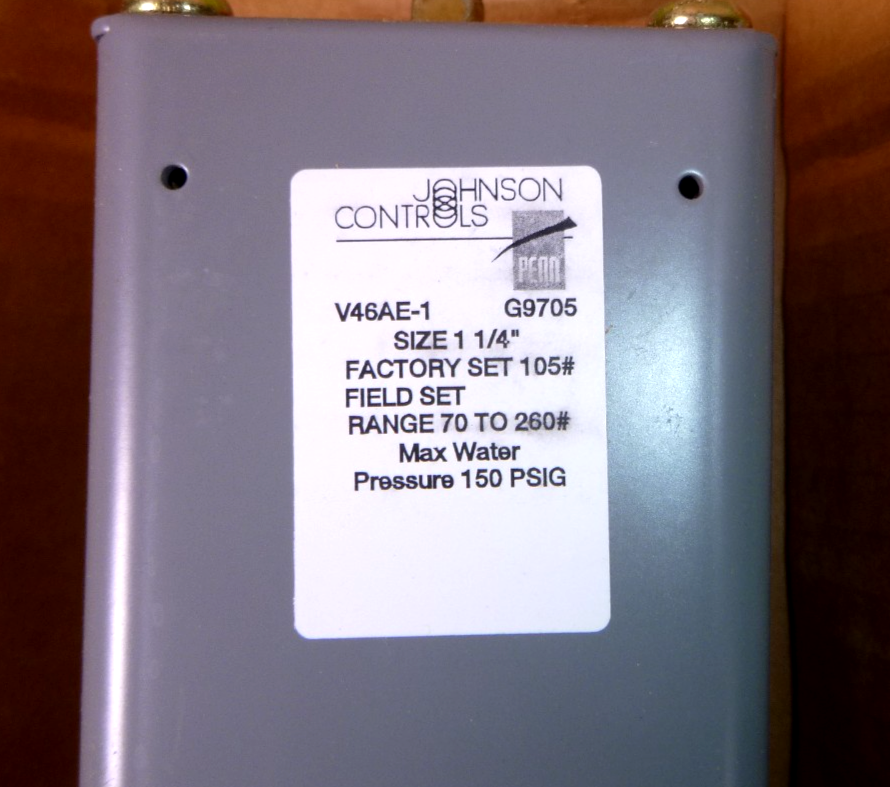 JOHNSON
CONTROLS
PENN
V46AE-1 G9705
SIZE 1 1/4"
FACTORY SET 105#
FIELD SET
RANGE 70 TO 260#
Max Water
Pressure 150 PSIG